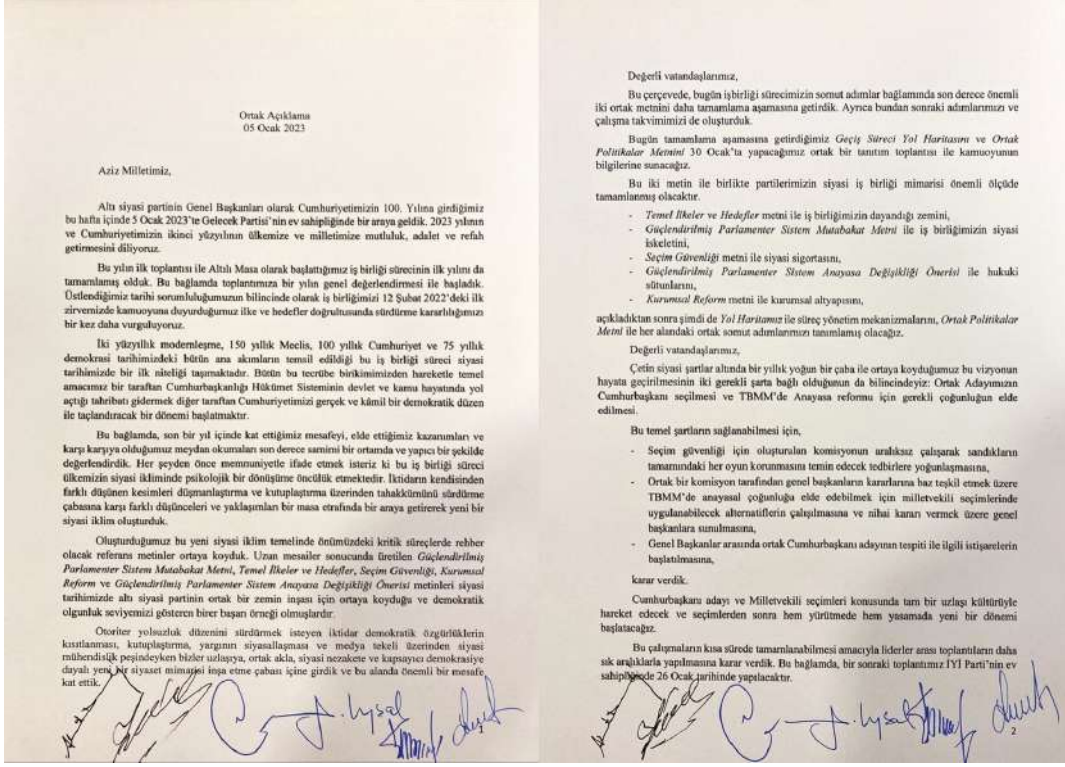 Ortak Açıklama
05 Ocak 2023
Aziz Milletimiz,
Altı siyasi partinin Genel Başkanları olarak Cumhuriyetimizin 100. Yılına girdiğimiz
bu hafta içinde 5 Ocak 2023'te Gelecek Partisi'nin ev sahipliğinde bir araya geldik. 2023 yılının
ve Cumhuriyetimizin ikinci yüzyılının ülkemize ve milletimize mutluluk, adalet ve refah
getirmesini diliyoruz.
Bu yılın ilk toplantısı ile Altılı Masa olarak başlattığımız iş birliği sürecinin ilk yılını da
tamamlamış olduk. Bu bağlamda toplantımıza bir yılın genel değerlendirmesi ile başladık.
Üstlendiğimiz tarihi sorumluluğumuzun bilincinde olarak iş birliğimizi 12 Şubat 2022'deki ilk
zirvemizde kamuoyuna duyurduğumuz ilke ve hedefler doğrultusunda sürdürme kararlılığımızı
bir kez daha vurguluyoruz.
İki yüzyıllık modernleşme, 150 yıllık Meclis, 100 yıllık Cumhuriyet ve 75 yıllık
demokrasi tarihimizdeki bütün ana akımların temsil edildiği bu iş birliği süreci siyasi
tarihimizde bir ilk niteliği taşımaktadır. Bütün bu tecrübe birikimimizden hareketle temel
amacımız bir taraftan Cumhurbaşkanlığı Hükümet Sisteminin devlet ve kamu hayatında yol
açtığı tahribatı gidermek diğer taraftan Cumhuriyetimizi gerçek ve kâmil bir demokratik düzen
ile taçlandıracak bir dönemi başlatmaktır.
Bu bağlamda, son bir yıl içinde kat ettiğimiz mesafeyi, elde ettiğimiz kazanımları ve
karşı karşıya olduğumuz meydan okumaları son derece samimi bir ortamda ve yapıcı bir şekilde
değerlendirdik. Her şeyden önce memnuniyetle ifade etmek isteriz ki bu iş birliği süreci
ülkemizin siyasi ikliminde psikolojik bir dönüşüme öncülük etmektedir. İktidarın kendisinden
farklı düşünen kesimleri düşmanlaştırma ve kutuplaştırma üzerinden tahakkümünü sürdürme
çabasına karşı farklı düşünceleri ve yaklaşımları bir masa etrafında bir araya getirerek yeni bir
siyasi iklim oluşturduk.
Oluşturduğumuz bu yeni siyasi iklim temelinde önümüzdeki kritik süreçlerde rehber
olacak referans metinler ortaya koyduk. Uzun mesailer sonucunda üretilen Güçlendirilmiş
Parlamenter Sistem Mutabakat Metni, Temel İlkeler ve Hedefler, Seçim Güvenliği, Kurumsal
Reform ve Güçlendirilmiş Parlamenter Sistem Anayasa Değişikliği Önerisi metinleri siyasi
tarihimizde altı siyasi partinin ortak bir zemin inşası için ortaya koyduğu ve demokratik
olgunluk seviyemizi gösteren birer başarı örneği olmuşlardır.
Otoriter yolsuzluk düzenini sürdürmek isteyen iktidar demokratik özgürlüklerin
kısıtlanması, kutuplaştırma, yargının siyasallaşması ve medya tekeli üzerinden siyasi
mühendislik peşindeyken bizler uzlaşıya, ortak akla, siyasi nezakete ve kapsayıcı demokrasiye
dayalı yeni bir siyaset mimarisi inşa etme çabası içine girdik ve bu alanda önemli bir mesafe
kat ettik.
Değerli vatandaşlarımız,
Bu çerçevede, bugün işbirliği sürecimizin somut adımlar bağlamında son derece önemli
iki ortak metnini daha tamamlama aşamasına getirdik. Ayrıca bundan sonraki adımlarımızı ve
çalışma takvimimizi de oluşturduk.
Bugün tamamlama aşamasına getirdiğimiz Geçiş Süreci Yol Haritasını ve Ortak
Politikalar Metnini 30 Ocak'ta yapacağımız ortak bir tanıtım toplantısı ile kamuoyunun
bilgilerine sunacağız.
Bu iki metin ile birlikte partilerimizin siyasi iş birliği mimarisi önemli ölçüde
tamamlanmış olacaktır.
- Temel İlkeler ve Hedefler metni ile iş birliğimizin dayandığı zemini,
- Güçlendirilmiş Parlamenter Sistem Mutabakat Metni ile iş birliğimizin siyasi
iskeletini,
- Seçim Güvenliği metni ile siyasi sigortasını,
- Güçlendirilmiş Parlamenter Sistem Anayasa Değişikliği Önerisi ile hukuki
sütunlarını,
- Kurumsal Reform metni ile kurumsal altyapısını,
açıkladıktan sonra şimdi de Yol Haritamız ile süreç yönetim mekanizmalarını, Ortak Politikalar
Metni ile her alandaki ortak somut adımlarımızı tanımlamış olacağız.
Değerli vatandaşlarımız,
Çetin siyasi şartlar altında bir yıllık yoğun bir çaba ile ortaya koyduğumuz bu vizyonun
hayata geçirilmesinin iki gerekli şarta bağlı olduğunun da bilincindeyiz: Ortak Adayımızın
Cumhurbaşkanı seçilmesi ve TBMM'de Anayasa reformu için gerekli çoğunluğun elde
edilmesi.
Bu temel şartların sağlanabilmesi için,
- Seçim güvenliği için oluşturulan komisyonun aralıksız çalışarak sandıkların
tamamındaki her oyun korunmasını temin edecek tedbirlere yoğunlaşmasına,
- Ortak bir komisyon tarafından genel başkanların kararlarına baz teşkil etmek üzere
TBMM'de anayasal çoğunluğu elde edebilmek için milletvekili seçimlerinde
uygulanabilecek alternatiflerin çalışılmasına ve nihai kararı vermek üzere genel
başkanlara sunulmasına,
- Genel Başkanlar arasında ortak Cumhurbaşkanı adayının tespiti ile ilgili istişarelerin
başlatılmasına,
karar verdik.
Cumhurbaşkanı adayı ve Milletvekili seçimleri konusunda tam bir uzlaşı kültürüyle
hareket edecek ve seçimlerden sonra hem yürütmede hem yasamada yeni bir dönemi
başlatacağız.
Bu çalışmaların kısa sürede tamamlanabilmesi amacıyla liderler arası toplantıların daha
sık aralıklarla yapılmasına karar verdik. Bu bağlamda, bir sonraki toplantımız İYİ Parti'nin ev
sahipliğinde 26 Ocak tarihinde yapılacaktır.
2